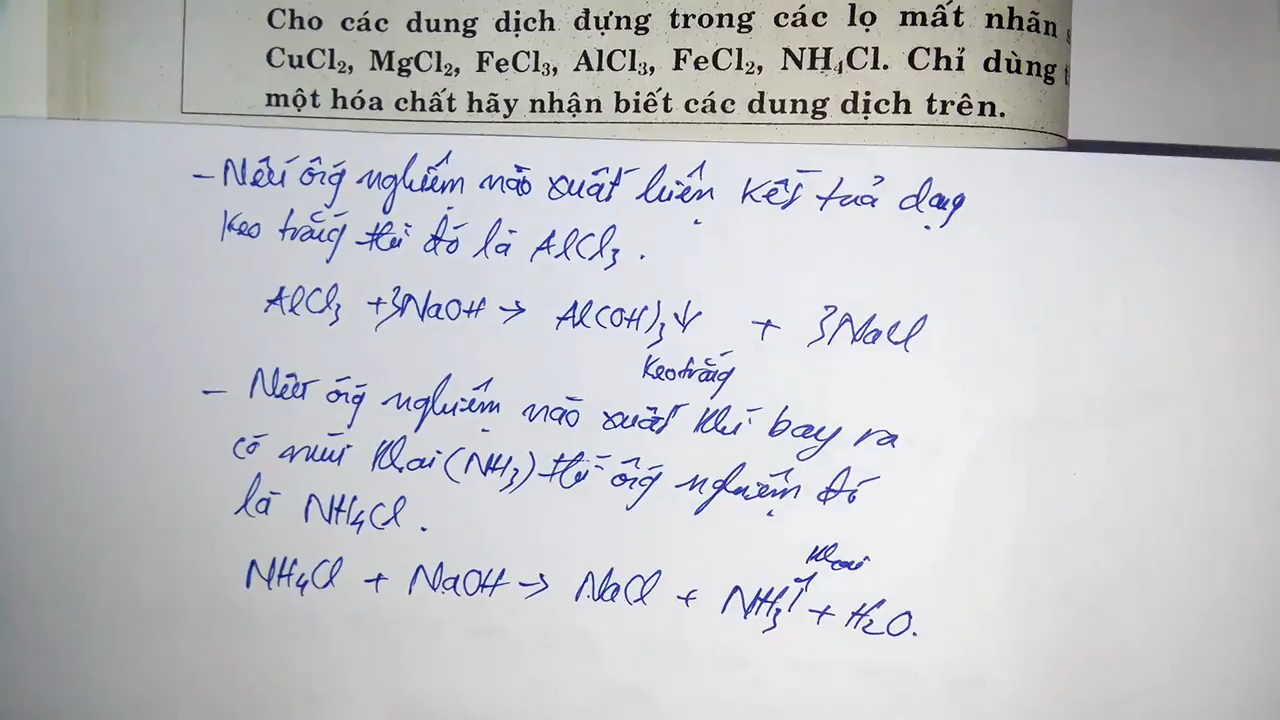 Cho các dung dịch đựng trong các lọ mất nhãn
CuCl₂, MgCl₂, FeCl₃, AlCl₃, FeCl₂, NH₄Cl. Chỉ dùng
một hóa chất hãy nhận biết các dung dịch trên.
- Nếu ống nghiệm nào xuất hiện kết tủa dạng
keo trắng thì đó là AlCl₃.
AlCl₃ + 3NaOH → Al(OH)₃↓ + 3NaCl
keo trắng
- Nếu ống nghiệm nào xuất khí bay ra
có mùi khai (NH₃) thì ống nghiệm đó
là NH₄Cl.
khai
NH₄Cl + NaOH → NaCl + NH₃↑ + H₂O.